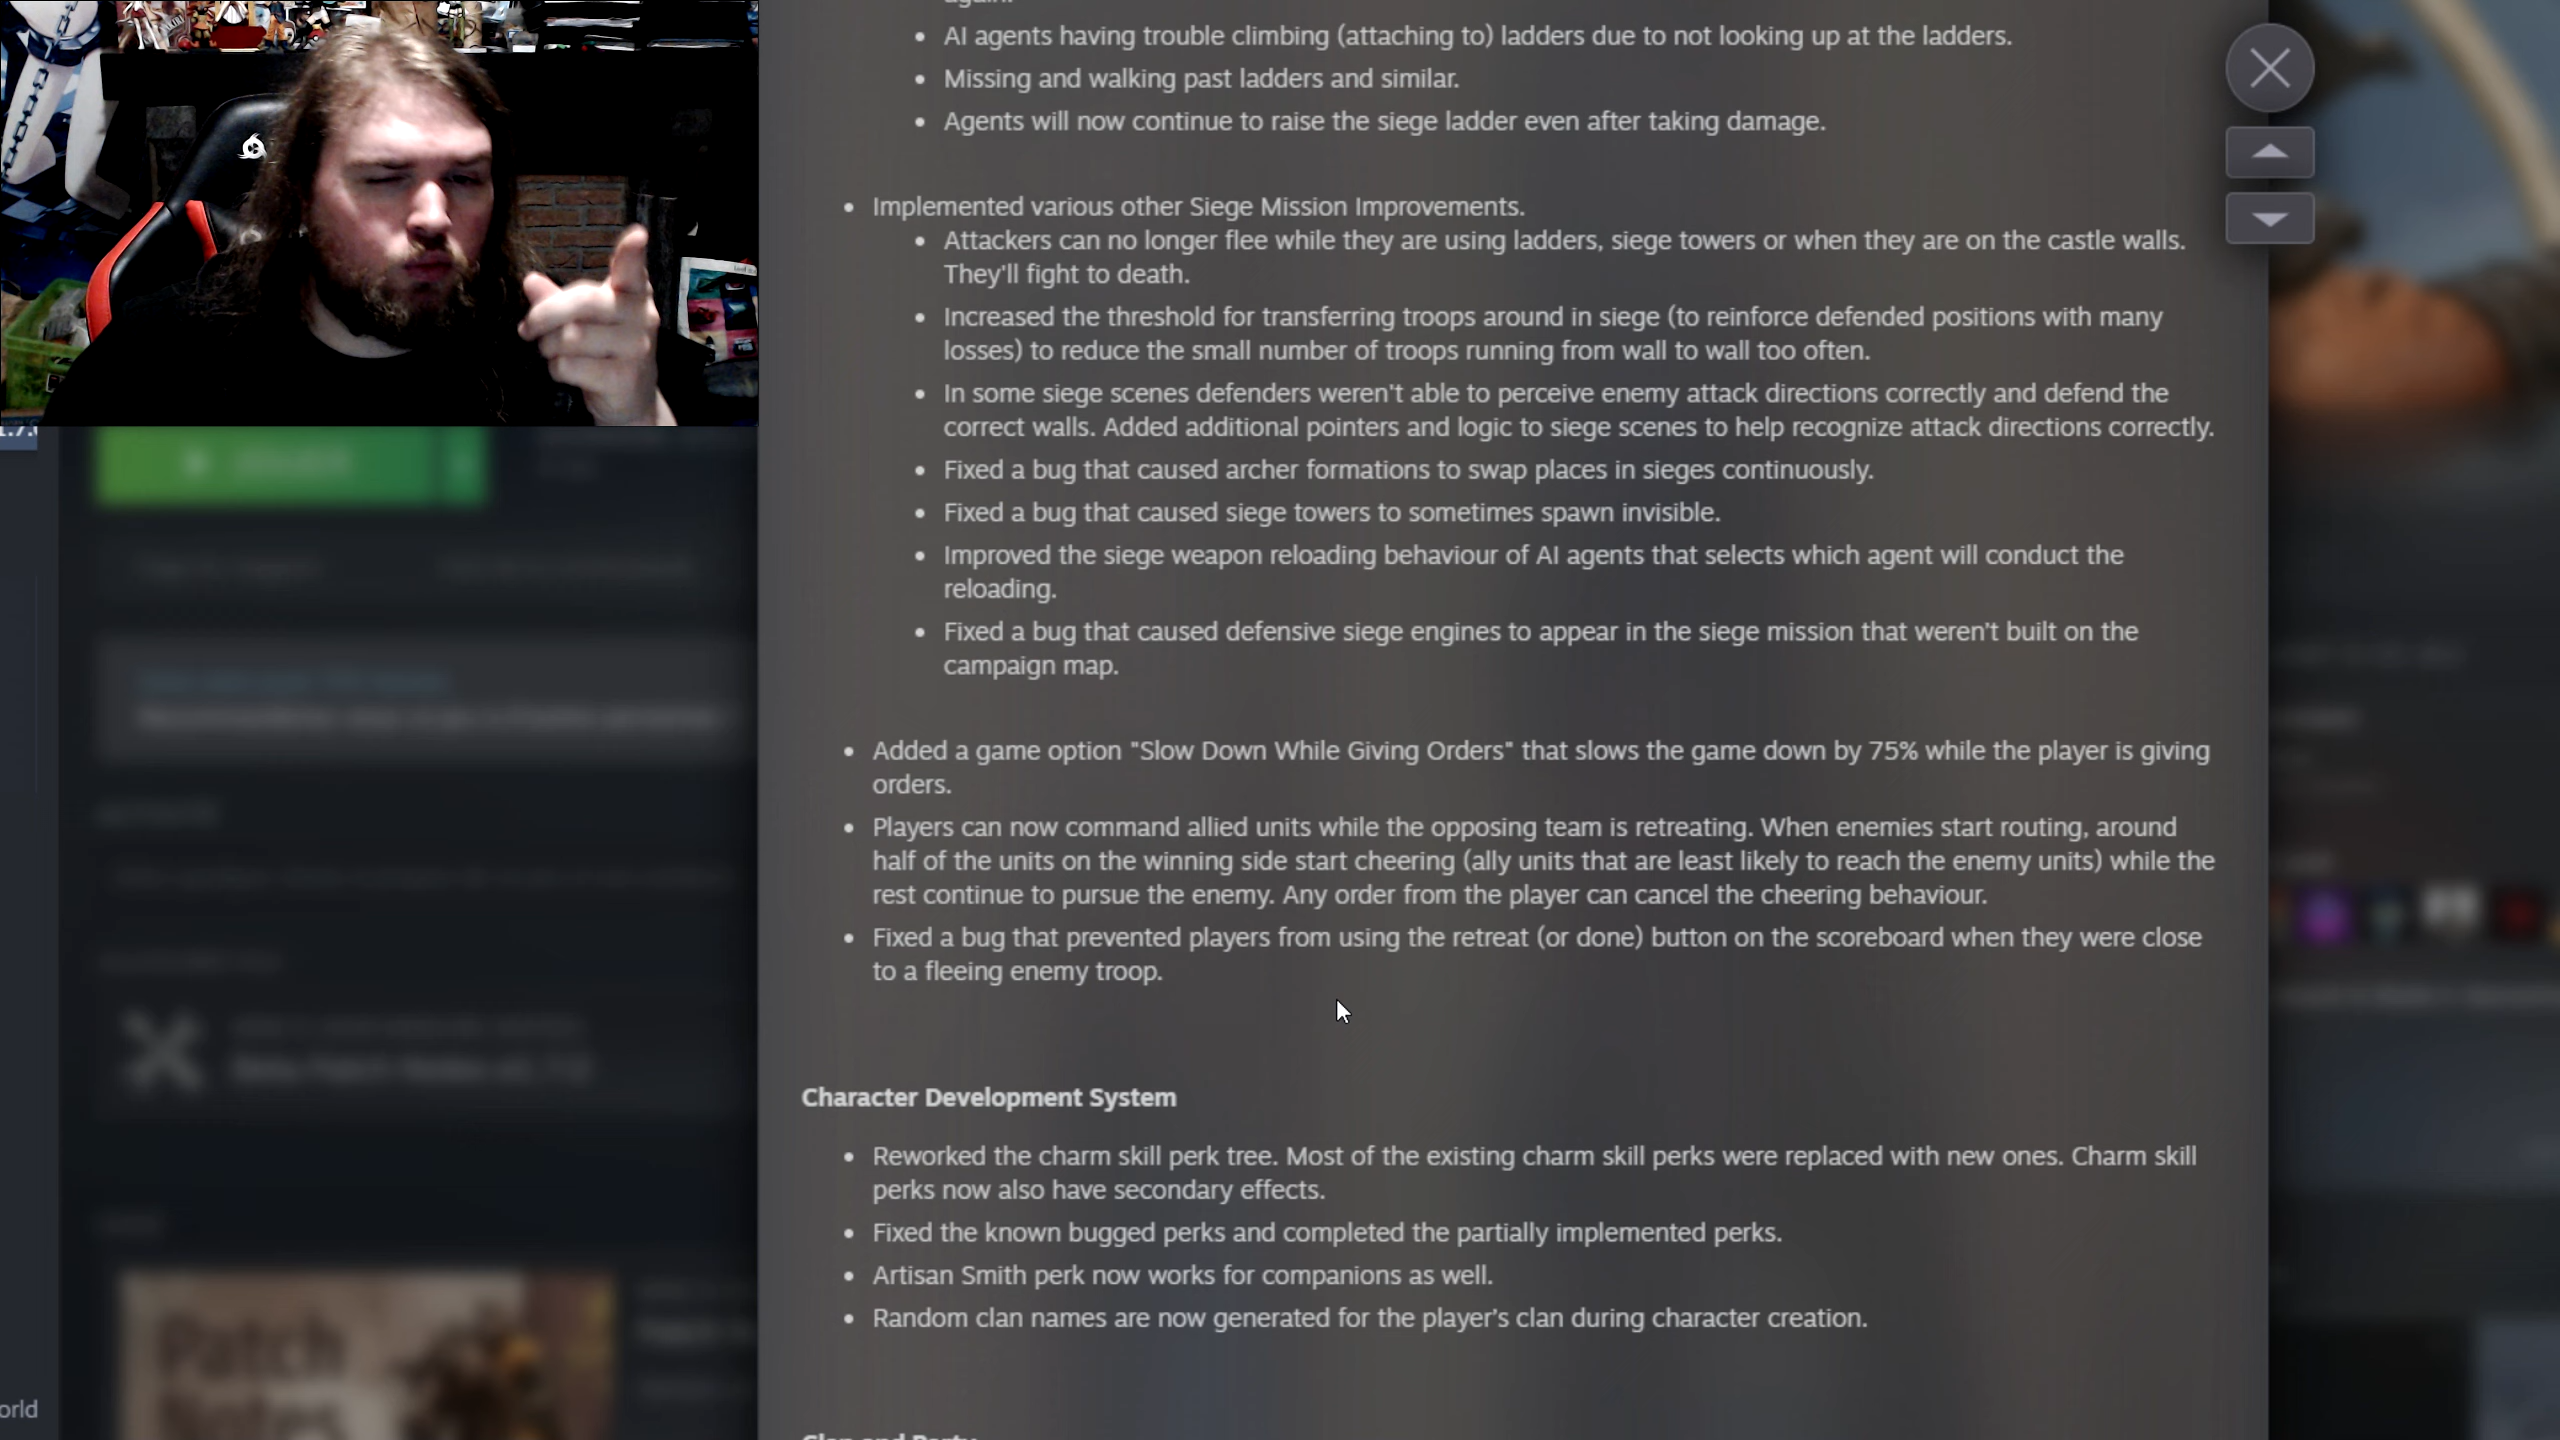 again.
AI agents having trouble climbing (attaching to) ladders due to not looking up at the ladders.
Missing and walking past ladders and similar.
Agents will now continue to raise the siege ladder even after taking damage.
Implemented various other Siege Mission Improvements.
Attackers can no longer flee while they are using ladders, siege towers or when they are on the castle walls.
They'll fight to death.
Increased the threshold for transferring troops around in siege (to reinforce defended positions with many
losses) to reduce the small number of troops running from wall to wall too often.
In some siege scenes defenders weren't able to perceive enemy attack directions correctly and defend the
correct walls. Added additional pointers and logic to siege scenes to help recognize attack directions correctly.
Fixed a bug that caused archer formations to swap places in sieges continuously.
Fixed a bug that caused siege towers to sometimes spawn invisible.
Improved the siege weapon reloading behaviour of AI agents that selects which agent will conduct the
reloading.
Fixed a bug that caused defensive siege engines to appear in the siege mission that weren't built on the
campaign map.
Added a game option "Slow Down While Giving Orders" that slows the game down by 75% while the player is giving
orders.
Players can now command allied units while the opposing team is retreating. When enemies start routing, around
half of the units on the winning side start cheering (ally units that are least likely to reach the enemy units) while the
rest continue to pursue the enemy. Any order from the player can cancel the cheering behaviour.
Fixed a bug that prevented players from using the retreat (or done) button on the scoreboard when they were close
to a fleeing enemy troop.
Character Development System
Reworked the charm skill perk tree. Most of the existing charm skill perks were replaced with new ones. Charm skill
perks now also have secondary effects.
Fixed the known bugged perks and completed the partially implemented perks.
Artisan Smith perk now works for companions as well.
Random clan names are now generated for the player's clan during character creation.
Clan and Party
Beta Patch Notes
Patch
Notes
orld